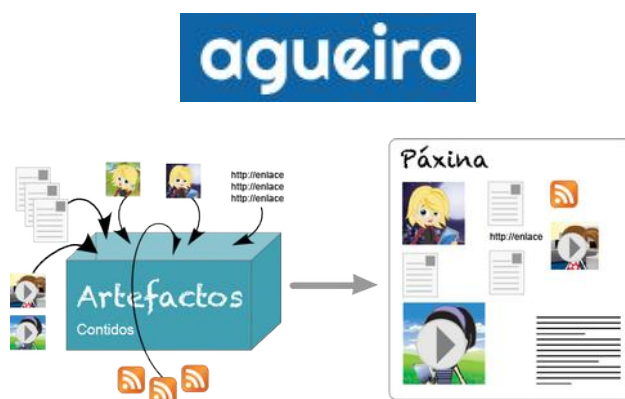 agueiro
http://enlace
http://enlace
http://enlace
Artefactos
Contidos
Páxina
http://enlace